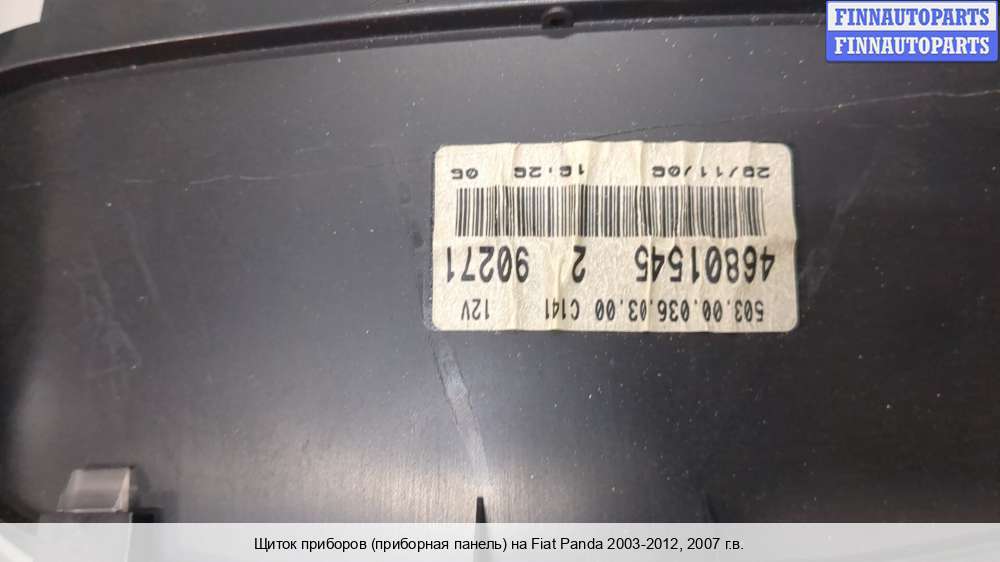 FINNAUTOPARTS
FINNAUTOPARTS
503.00.036.03.00 C141 12V
46801545 2 90271
28/11/06 16.26 06
Щиток приборов (приборная панель) на Fiat Panda 2003-2012, 2007 г.в.